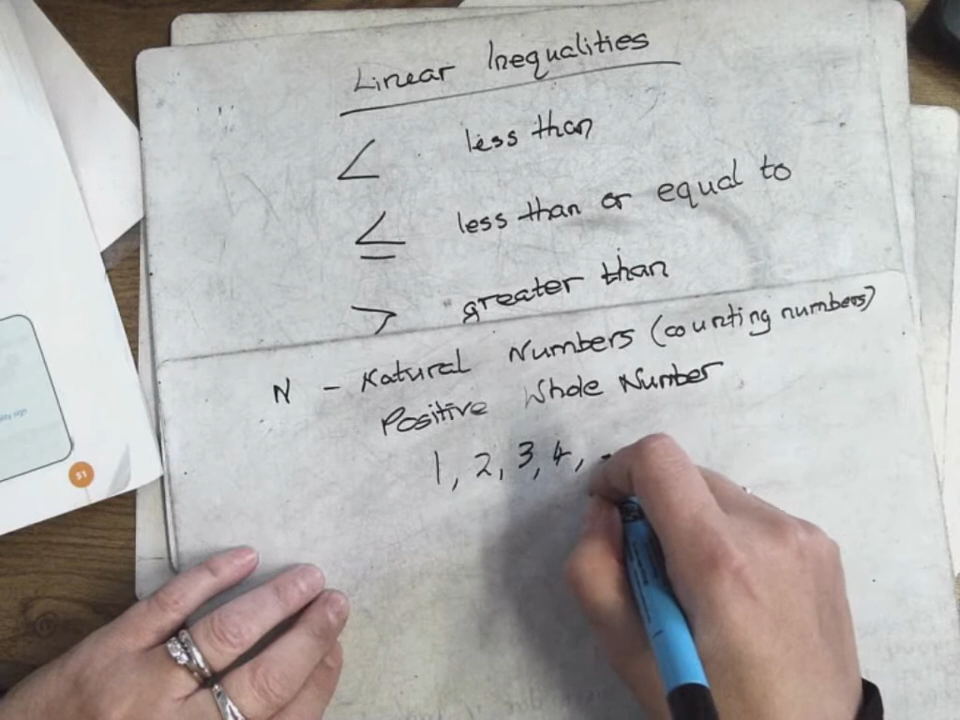 Linear Inequalities
< less than
≤ less than or equal to
> greater than
N - Natural Numbers (counting numbers)
Positive Whole Number
1, 2, 3, 4, -
51